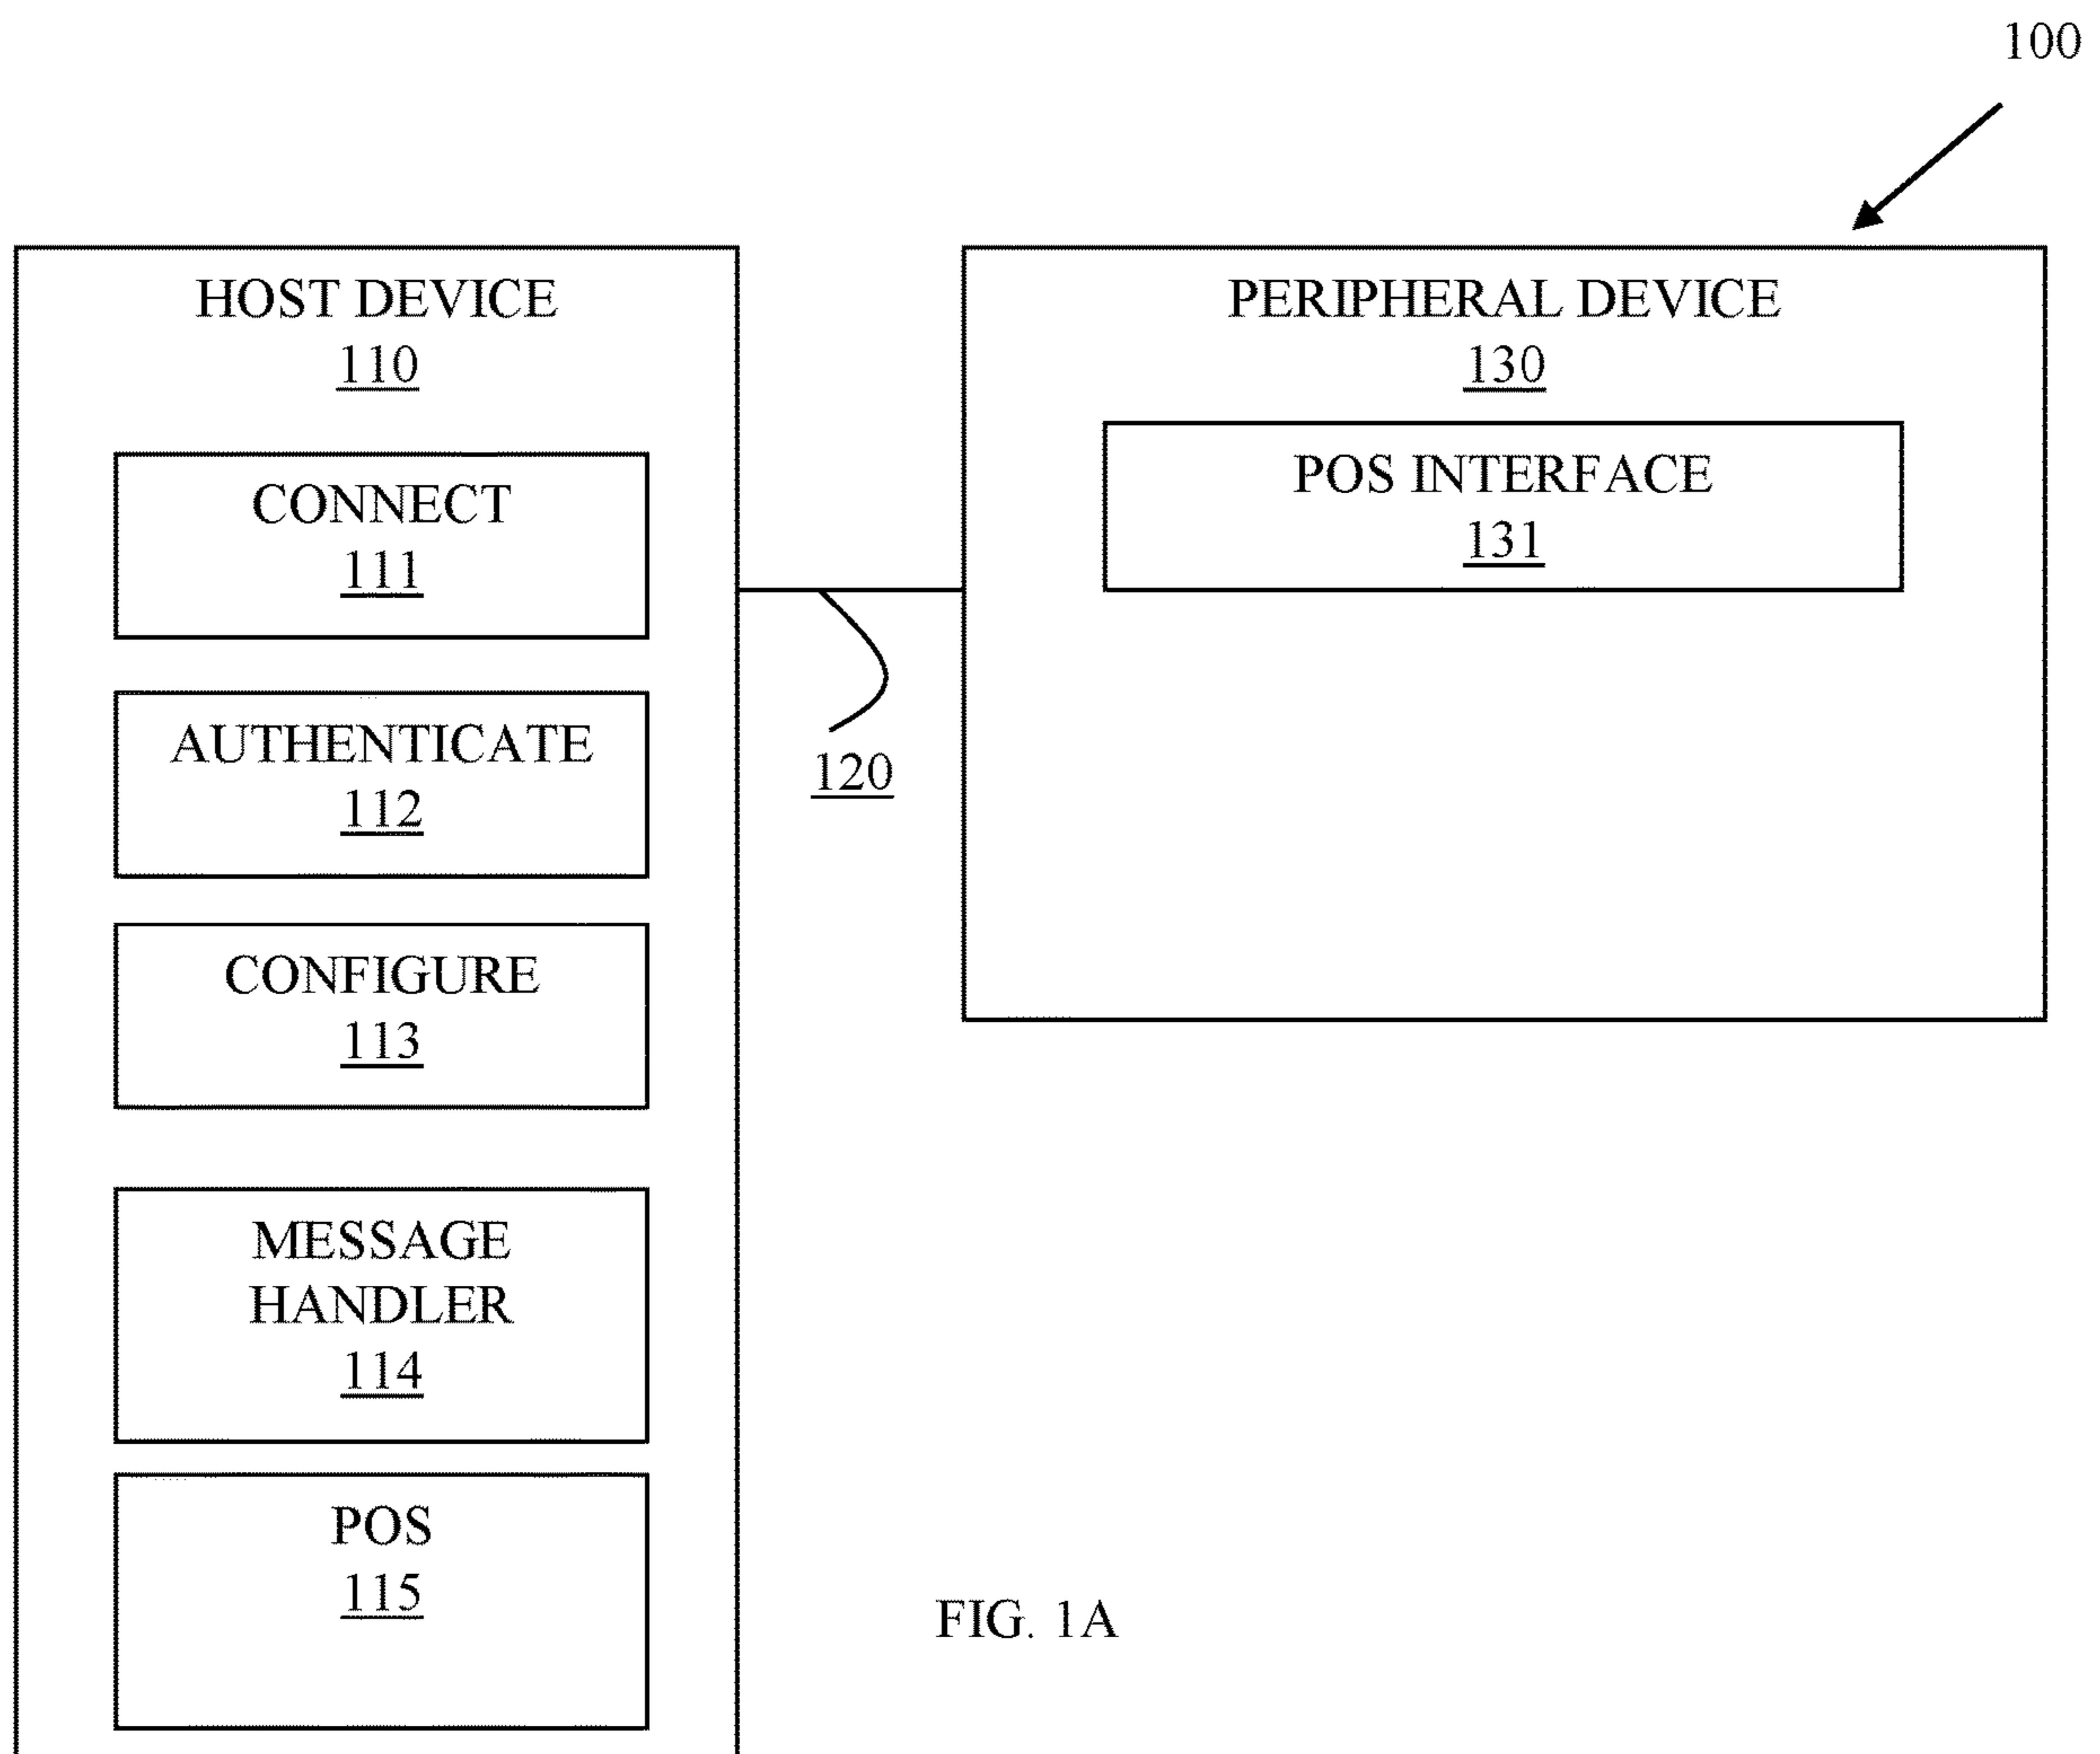 100
HOST DEVICE
110
CONNECT
111
AUTHENTICATE
112
CONFIGURE
113
MESSAGE
HANDLER
114
POS
115
120
PERIPHERAL DEVICE
130
POS INTERFACE
131
FIG. 1A